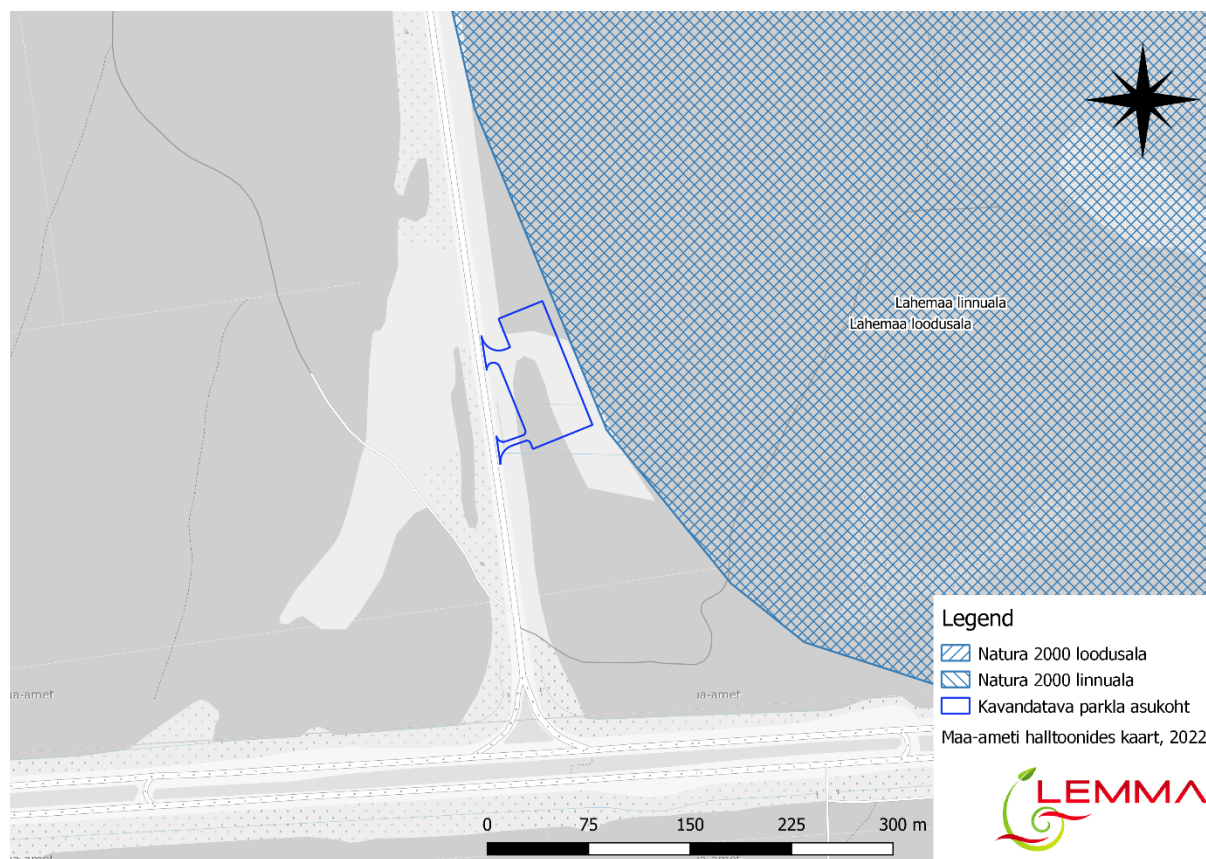 Lahemaa linnuala
Lahemaa loodusala
Legend
Natura 2000 loodusala
Natura 2000 linnuala
Kavandatava parkla asukoht
Maa-ameti halltoonides kaart, 2022
LEMMA
0 75 150 225 300 m